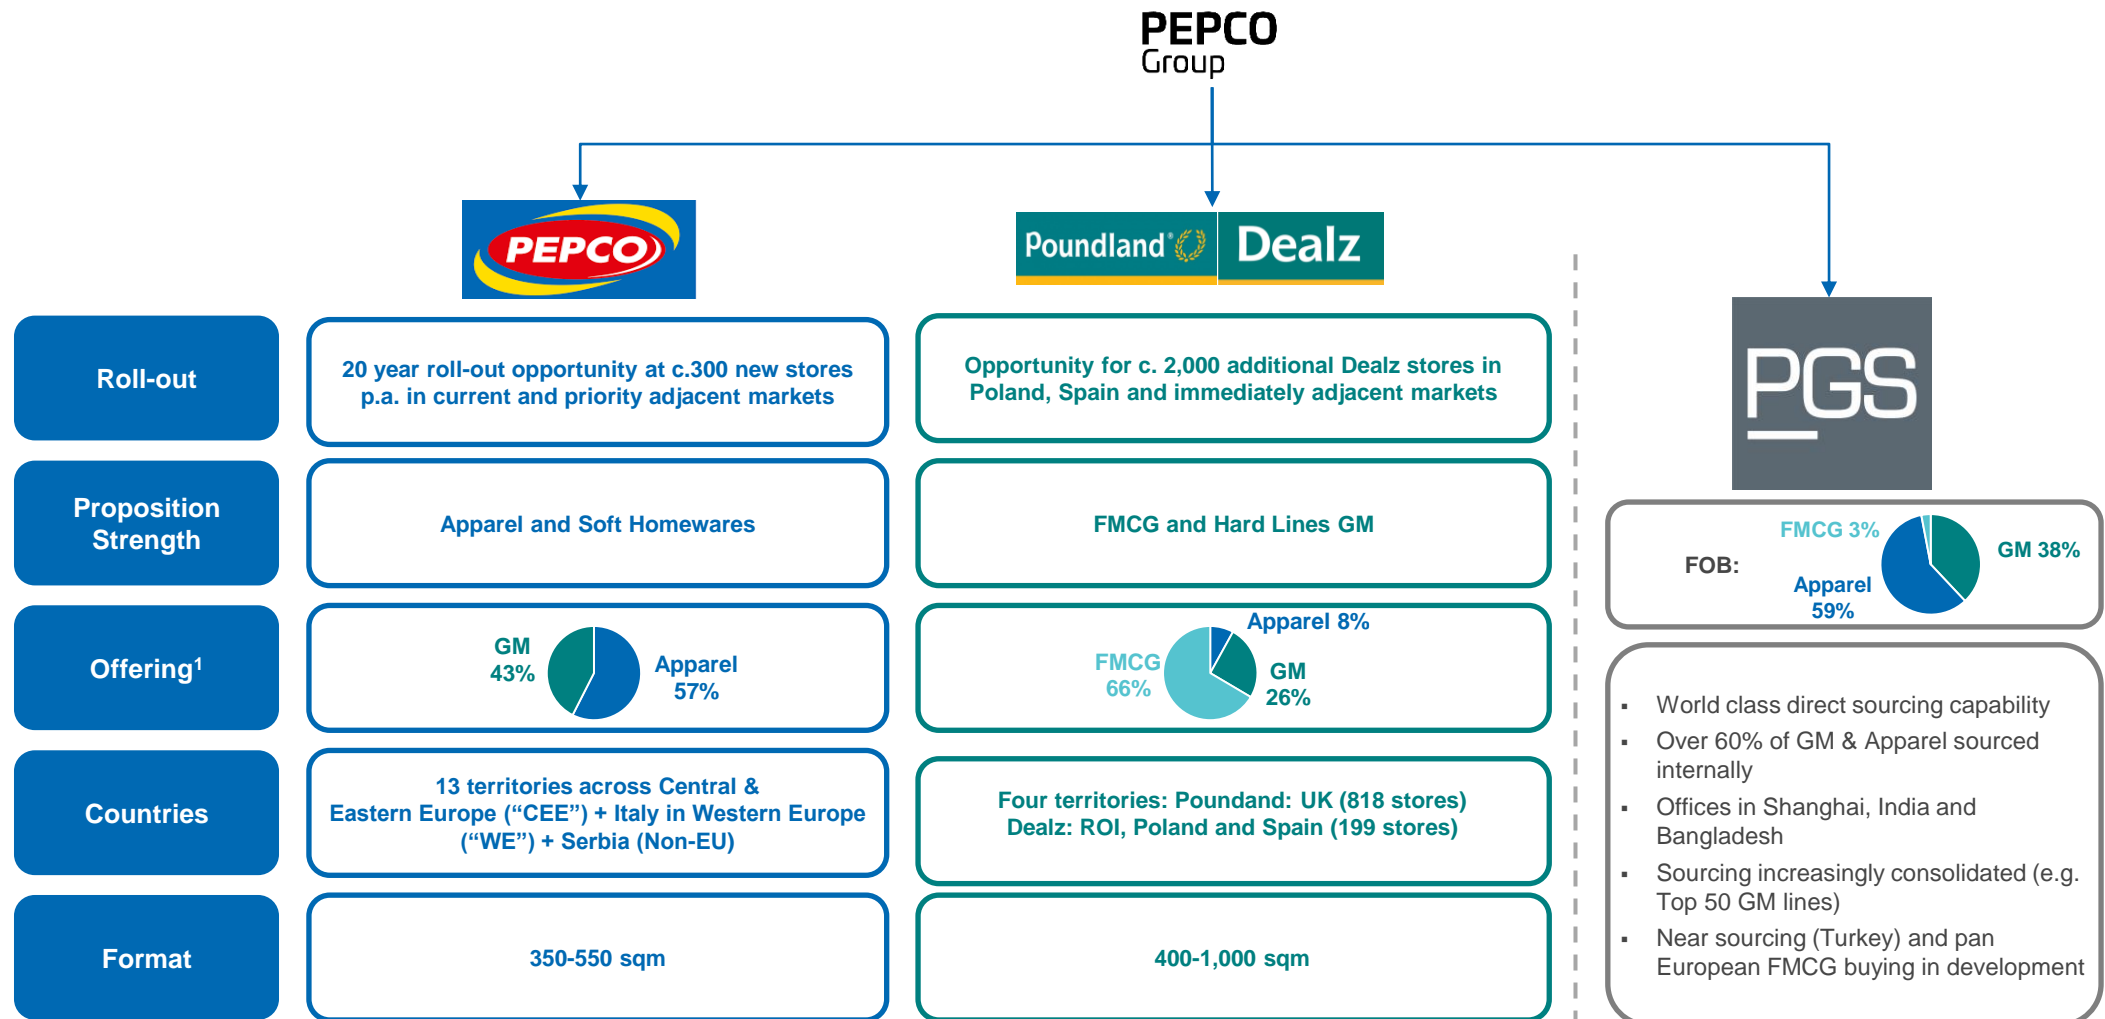 PEPCO
Group
PEPCO
Poundland®
Dealz
PGS
Roll-out
20 year roll-out opportunity at c.300 new stores
p.a. in current and priority adjacent markets
Opportunity for c. 2,000 additional Dealz stores in
Poland, Spain and immediately adjacent markets
Proposition
Strength
Apparel and Soft Homewares
FMCG and Hard Lines GM
Offering¹
GM
43%
Apparel
57%
Apparel 8%
FMCG
66%
GM
26%
Countries
13 territories across Central &
Eastern Europe (“CEE”) + Italy in Western Europe
(“WE”) + Serbia (Non-EU)
Four territories: Poundand: UK (818 stores)
Dealz: ROI, Poland and Spain (199 stores)
Format
350-550 sqm
400-1,000 sqm
FOB:
FMCG 3%
GM 38%
Apparel
59%
▪ World class direct sourcing capability
▪ Over 60% of GM & Apparel sourced
internally
▪ Offices in Shanghai, India and
Bangladesh
▪ Sourcing increasingly consolidated (e.g.
Top 50 GM lines)
▪ Near sourcing (Turkey) and pan
European FMCG buying in development